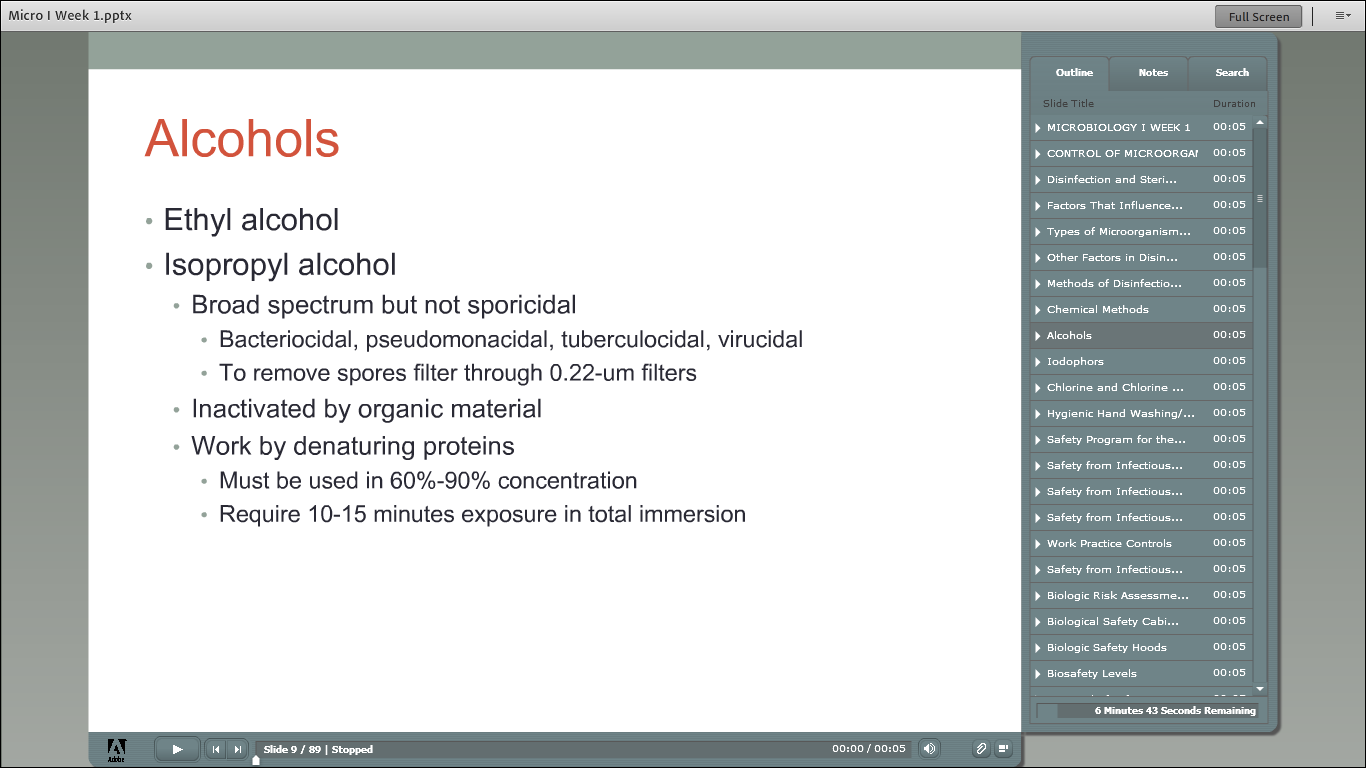 Micro I Week 1.pptx
Full Screen
Alcohols
• Ethyl alcohol
• Isopropyl alcohol
• Broad spectrum but not sporicidal
• Bacteriocidal, pseudomonacidal, tuberculocidal, virucidal
• To remove spores filter through 0.22-um filters
• Inactivated by organic material
• Work by denaturing proteins
• Must be used in 60%-90% concentration
• Require 10-15 minutes exposure in total immersion
Outline Notes Search
Slide Title Duration
MICROBIOLOGY I WEEK 1 00:05
CONTROL OF MICROORGAN 00:05
Disinfection and Steri... 00:05
Factors That Influence... 00:05
Types of Microorganism... 00:05
Other Factors in Disin... 00:05
Methods of Disinfectio... 00:05
Chemical Methods 00:05
Alcohols 00:05
Iodophors 00:05
Chlorine and Chlorine ... 00:05
Hygienic Hand Washing/... 00:05
Safety Program for the... 00:05
Safety from Infectious... 00:05
Safety from Infectious... 00:05
Safety from Infectious... 00:05
Work Practice Controls 00:05
Safety from Infectious... 00:05
Biologic Risk Assessme... 00:05
Biological Safety Cabi... 00:05
Biologic Safety Hoods 00:05
Biosafety Levels 00:05
6 Minutes 43 Seconds Remaining
Adobe
Slide 9 / 89 | Stopped 00:00 / 00:05